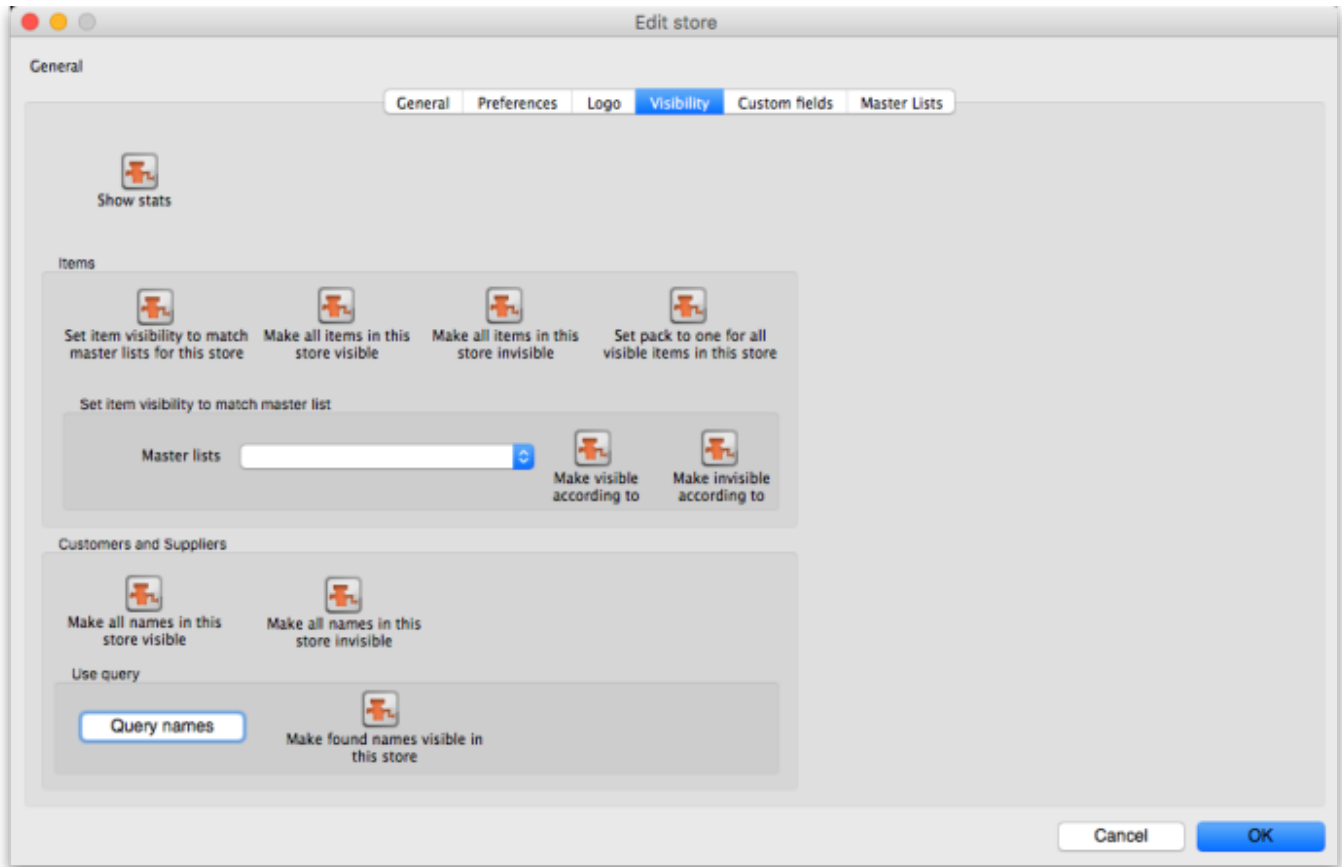 Edit store
General
General Preferences Logo Visibility Custom fields Master Lists
Show stats
Items
Set item visibility to match
master lists for this store
Make all items in this
store visible
Make all items in this
store invisible
Set pack to one for all
visible items in this store
Set item visibility to match master list
Master lists
Make visible
according to
Make invisible
according to
Customers and Suppliers
Make all names in this
store visible
Make all names in this
store invisible
Use query
Query names
Make found names visible in
this store
Cancel
OK